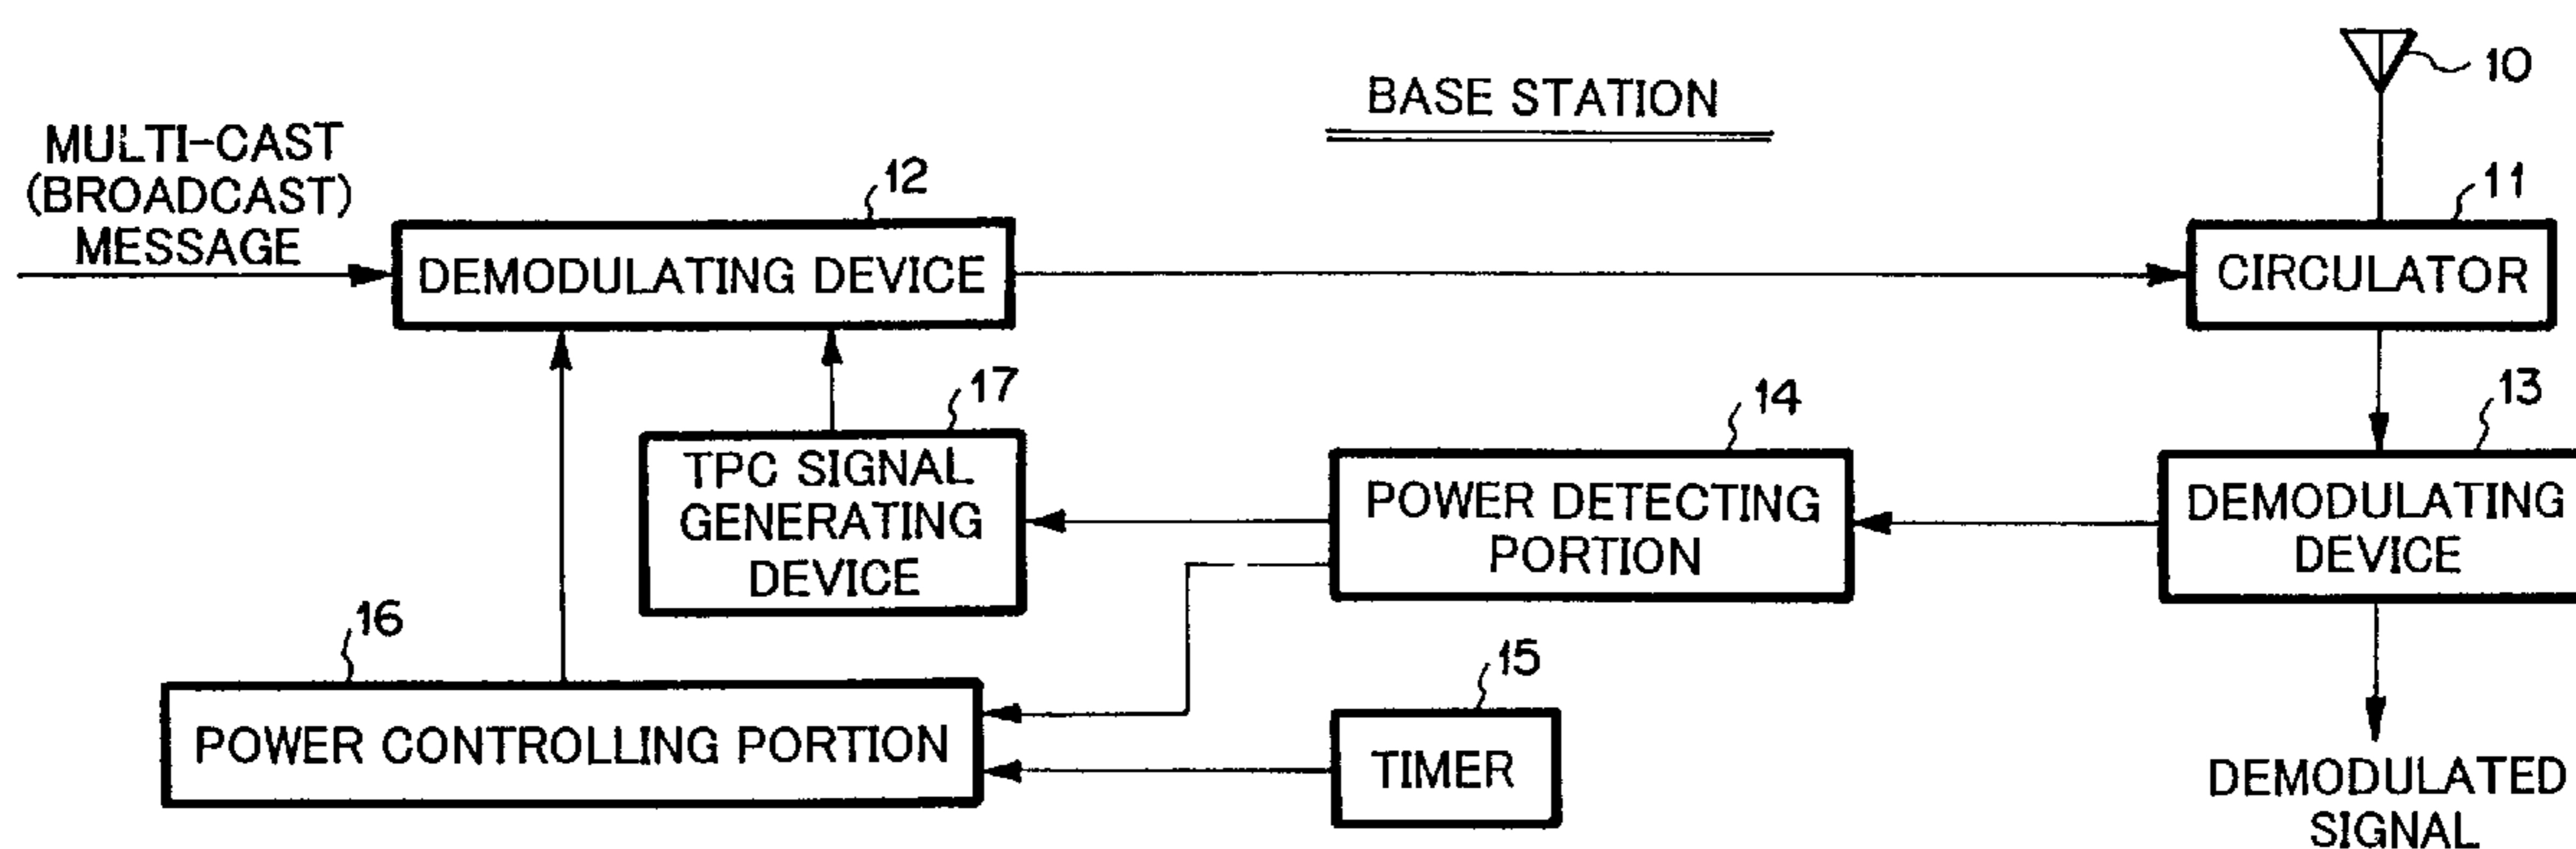 BASE STATION
10
MULTI-CAST
(BROADCAST)
MESSAGE
12
DEMODULATING DEVICE
11
CIRCULATOR
17
TPC SIGNAL
GENERATING
DEVICE
14
POWER DETECTING
PORTION
13
DEMODULATING
DEVICE
16
POWER CONTROLLING PORTION
15
TIMER
DEMODULATED
SIGNAL